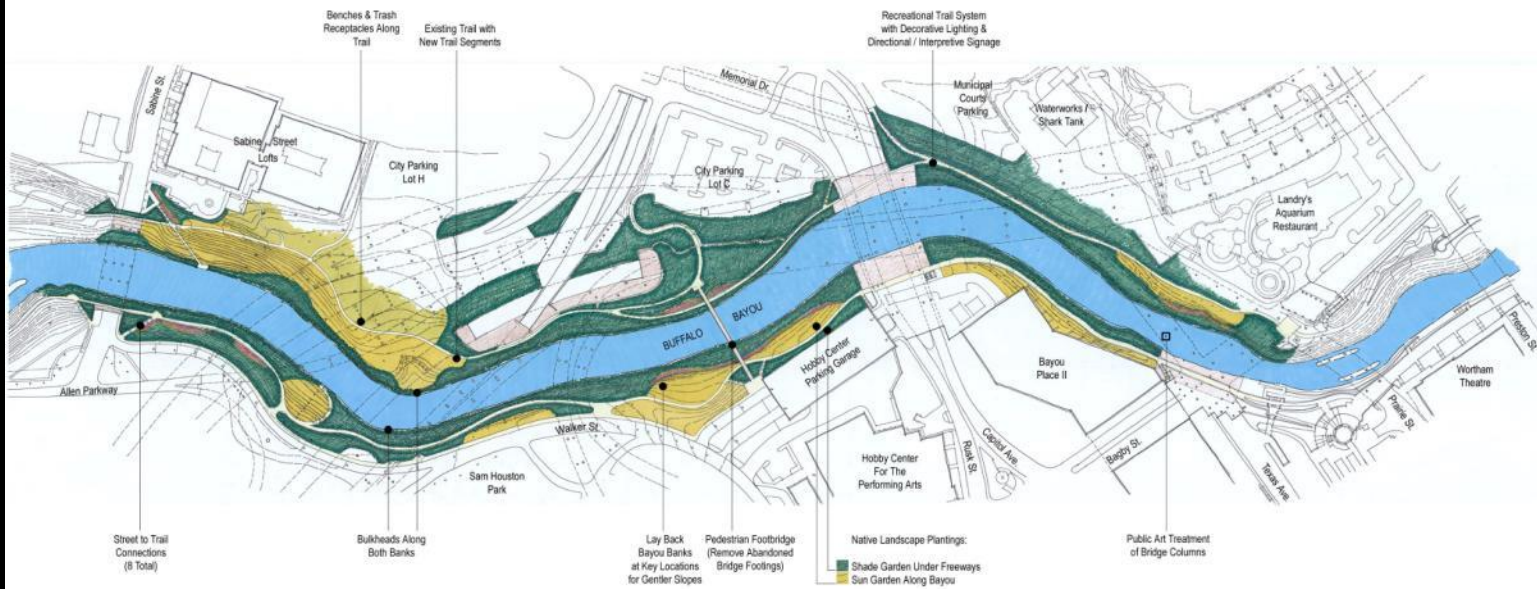 Benches & Trash
Receptacles Along
Trail
Existing Trail with
New Trail Segments
Recreational Trail System
with Decorative Lighting &
Directional / Interpretive Signage
Sabine St.
Memorial Dr.
Municipal
Courts
Parking
Waterworks /
Shark Tank
Sabine Street
Lofts
City Parking
Lot H
City Parking
Lot C
Landry's
Aquarium
Restaurant
BUFFALO BAYOU
Preston St.
Allen Parkway
Hobby Center
Parking Garage
Bayou
Place II
Wortham
Theatre
Walker St.
Prairie St.
Capitol Ave.
Rusk St.
Bagby St.
Texas Ave.
Sam Houston
Park
Hobby Center
For The
Performing Arts
Street to Trail
Connections
(8 Total)
Bulkheads Along
Both Banks
Lay Back
Bayou Banks
at Key Locations
for Gentler Slopes
Pedestrian Footbridge
(Remove Abandoned
Bridge Footings)
Native Landscape Plantings:
Shade Garden Under Freeways
Sun Garden Along Bayou
Public Art Treatment
of Bridge Columns